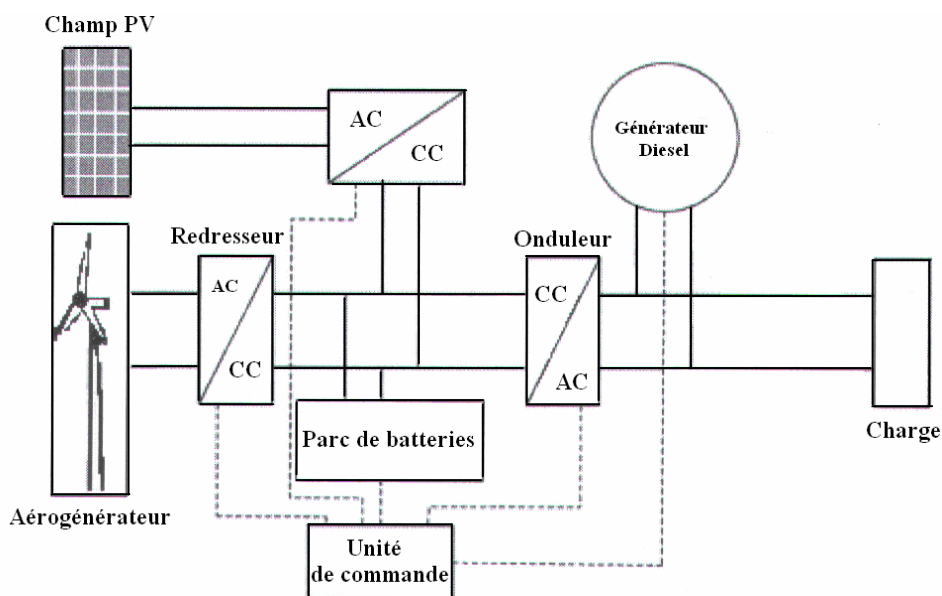 Champ PV
AC
CC
Générateur
Diesel
Redresseur
Onduleur
AC
CC
CC
AC
Parc de batteries
Charge
Aérogénérateur
Unité
de commande